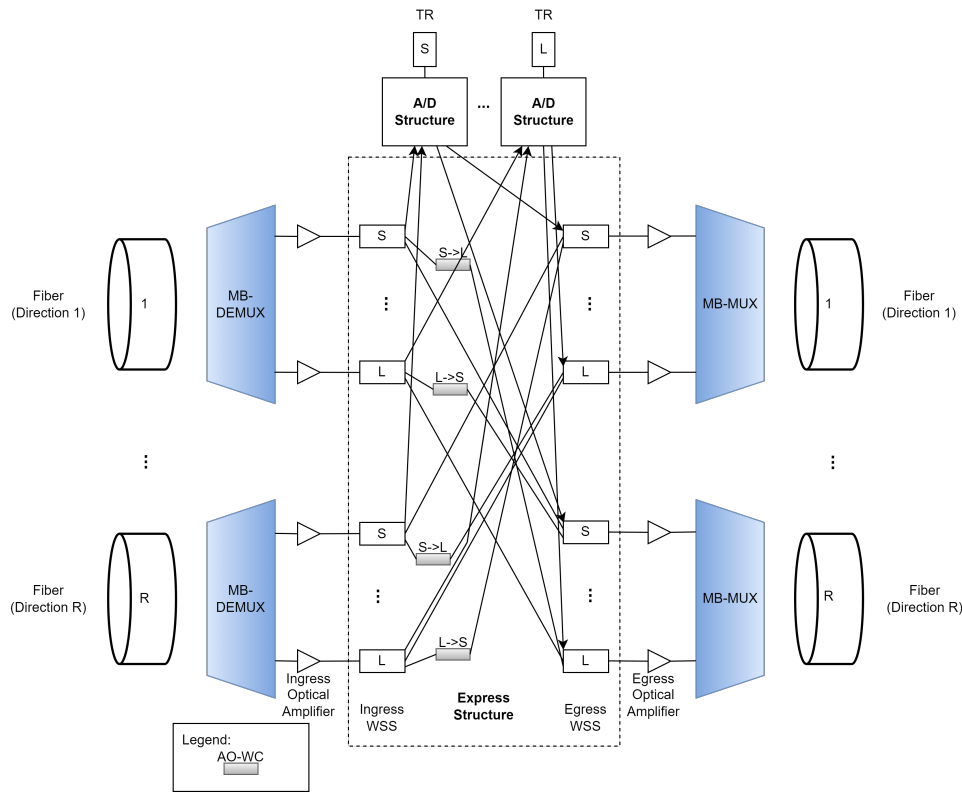 TR
TR
S
L
A/D
Structure
...
A/D
Structure
S
S->L
S
Fiber
(Direction 1)
1
MB-
DEMUX
...
...
MB-MUX
1
Fiber
(Direction 1)
L
L->S
L
...
...
S
S->L
S
Fiber
(Direction R)
R
MB-
DEMUX
...
...
MB-MUX
R
Fiber
(Direction R)
L
L->S
L
Ingress
Optical
Amplifier
Ingress
WSS
Express
Structure
Egress
WSS
Egress
Optical
Amplifier
Legend:
AO-WC